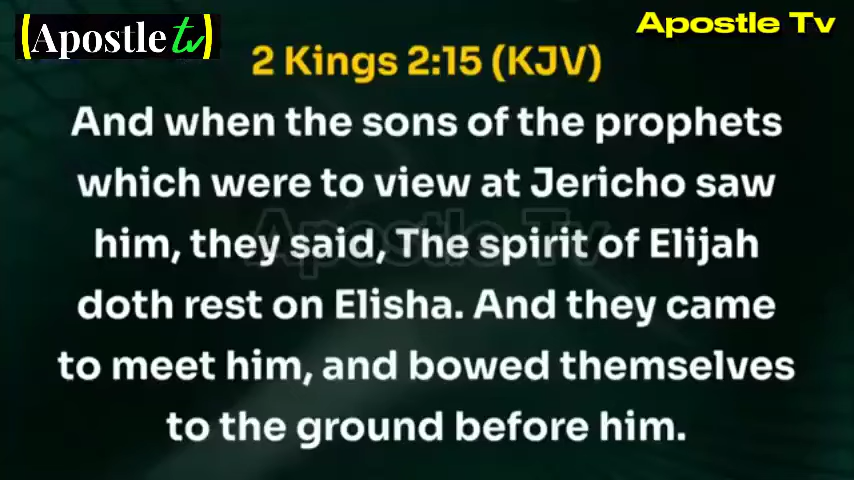 (Apostle tv)
Apostle Tv
2 Kings 2:15 (KJV)
And when the sons of the prophets
which were to view at Jericho saw
him, they said, The spirit of Elijah
doth rest on Elisha. And they came
to meet him, and bowed themselves
to the ground before him.
Apostle Tv